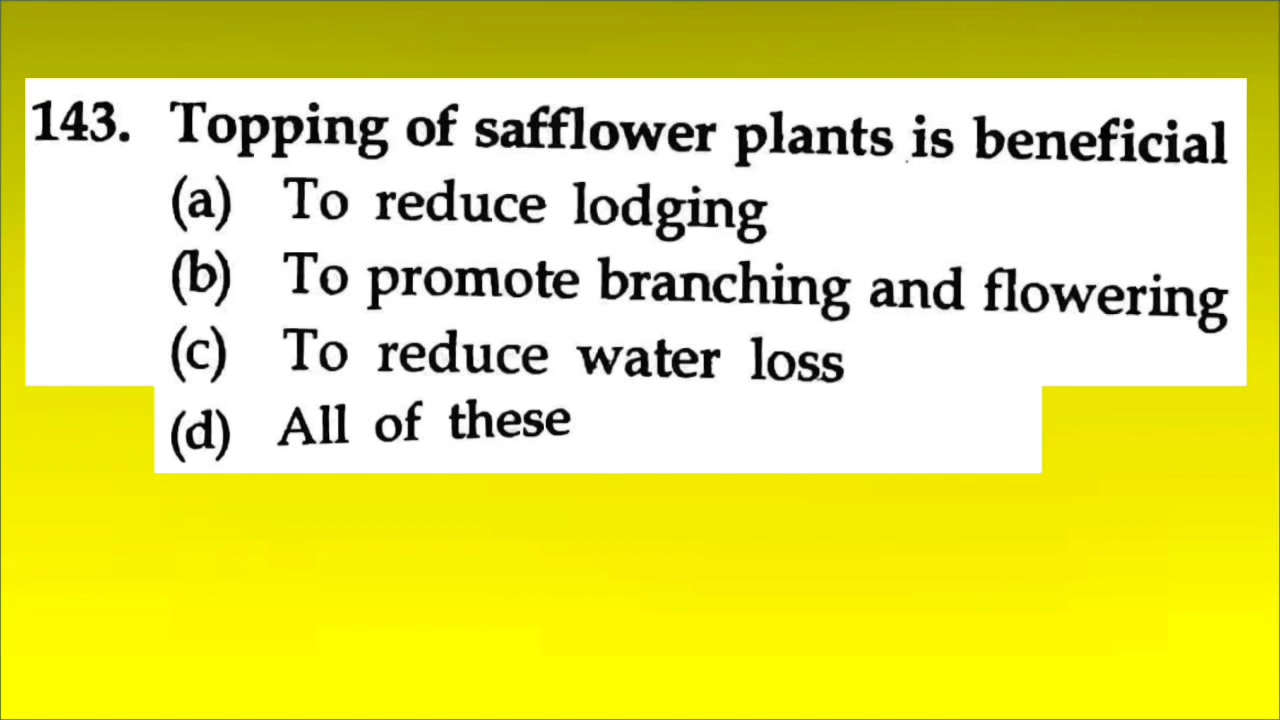 143. Topping of safflower plants is beneficial
(a) To reduce lodging
(b) To promote branching and flowering
(c) To reduce water loss
(d) All of these